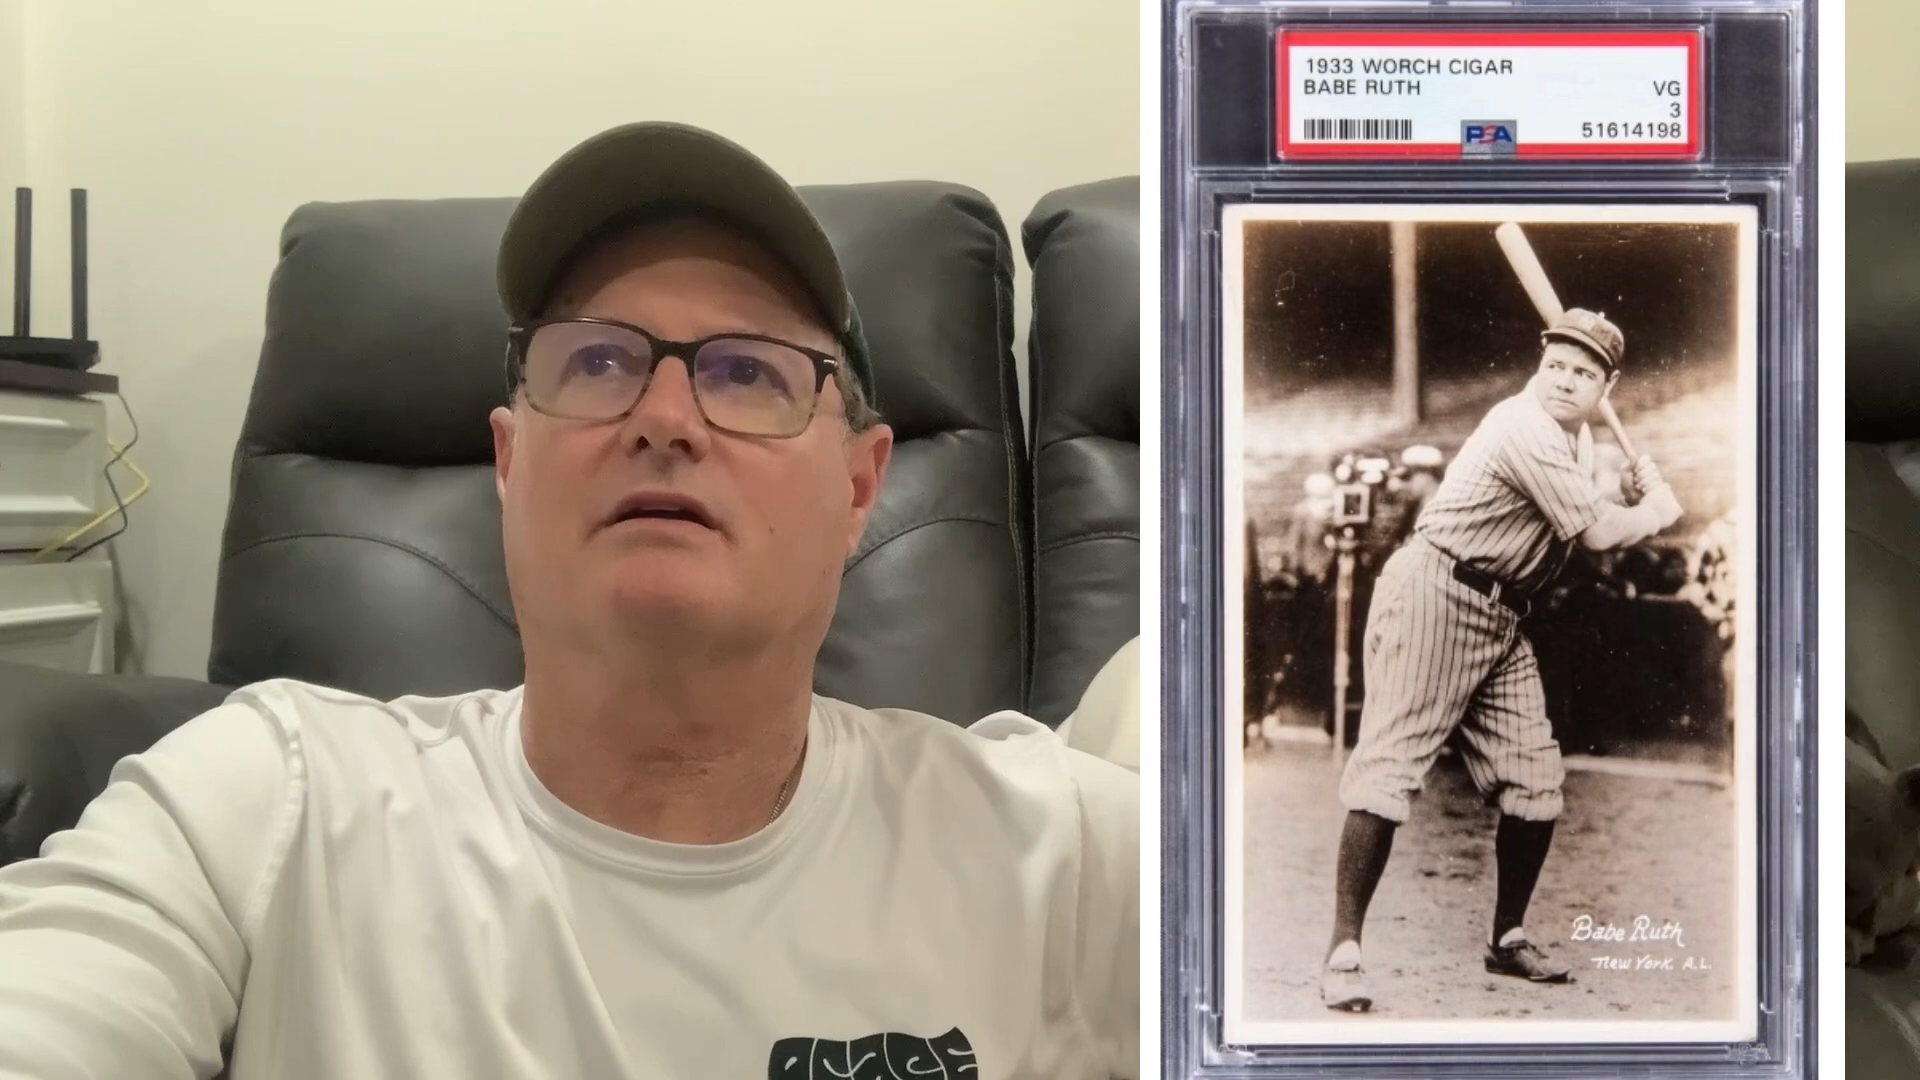 1933 WORCH CIGAR
BABE RUTH
VG
3
PSA
51614198
Babe Ruth
New York. A.L.